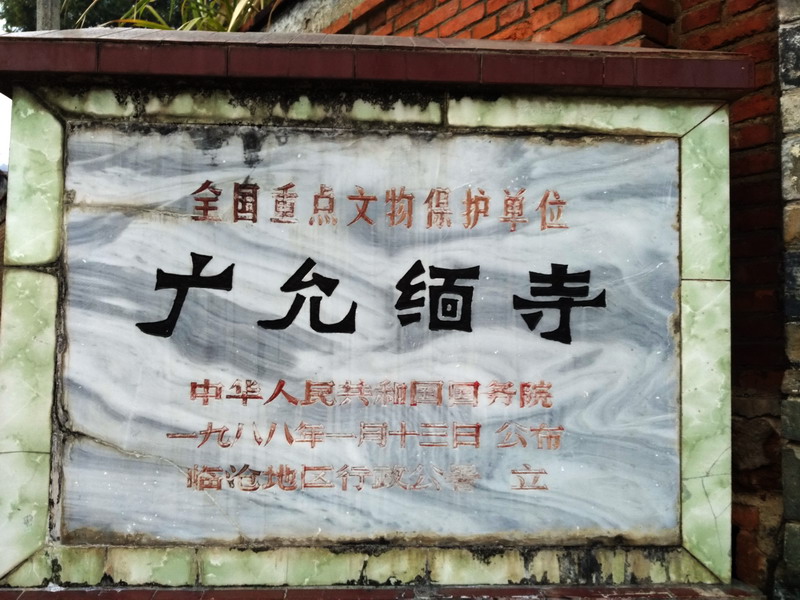 全国重点文物保护单位
广允缅寺
中华人民共和国国务院
一九八八年一月十三日 公布
临沧地区行政公署 立